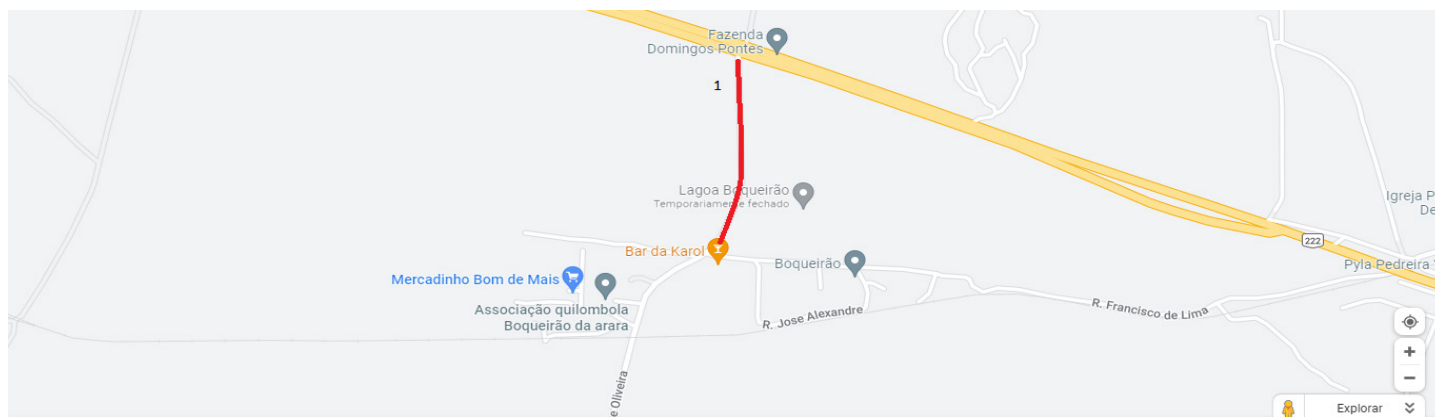 Fazenda
Domingos Pontes
1
Lagoa Boqueirão
Temporariamente fechado
Igreja P
De
222
Bar da Karol
Boqueirão
Pyla Pedreira
Mercadinho Bom de Mais
Associação quilombola
Boqueirão da arara
R. Jose Alexandre
R. Francisco de Lima
e Oliveira
Explorar